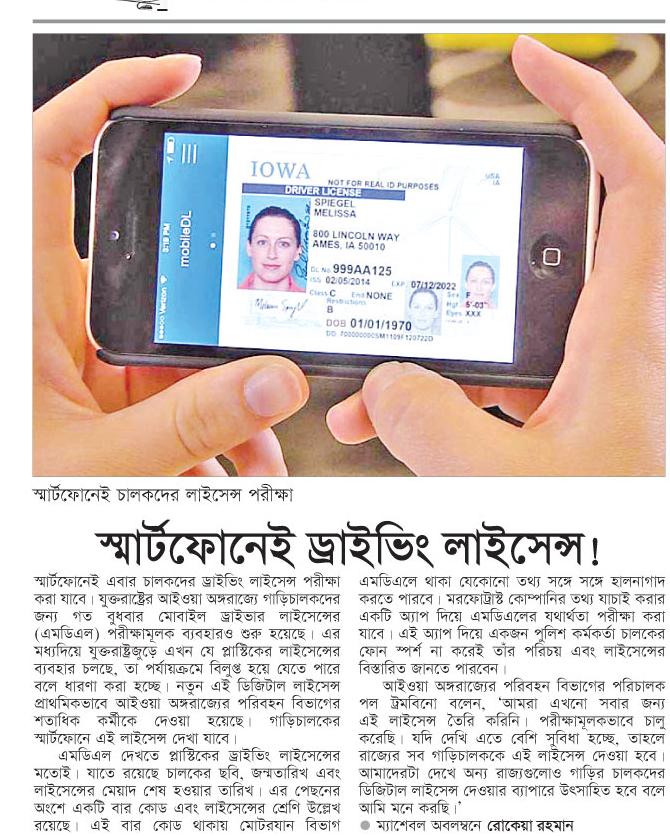 IOWA
NOT FOR REAL ID PURPOSES
USA
IA
DRIVER LICENSE
SPIEGEL
MELISSA
800 LINCOLN WAY
AMES, IA 50010
DL No. 999AA125
ISS 02/05/2014 EXP. 07/12/2022
Class C End NONE
Restrictions
B
DOB 01/01/1970
Sex F
Hgt 5'-03"
Eyes XXX
mobileDL
Verizon
স্মার্টফোনেই চালকদের লাইসেন্স পরীক্ষা
স্মার্টফোনেই ড্রাইভিং লাইসেন্স!
স্মার্টফোনেই এবার চালকদের ড্রাইভিং লাইসেন্স পরীক্ষা
করা যাবে। যুক্তরাষ্ট্রের আইওয়া অঙ্গরাজ্যে গাড়িচালকদের
জন্য গত বুধবার মোবাইল ড্রাইভার লাইসেন্সের
(এমডিএল) পরীক্ষামূলক ব্যবহারও শুরু হয়েছে। এর
মধ্যদিয়ে যুক্তরাষ্ট্রজুড়ে এখন যে প্লাস্টিকের লাইসেন্সের
ব্যবহার চলছে, তা পর্যায়ক্রমে বিলুপ্ত হয়ে যেতে পারে
বলে ধারণা করা হচ্ছে। নতুন এই ডিজিটাল লাইসেন্স
প্রাথমিকভাবে আইওয়া অঙ্গরাজ্যের পরিবহন বিভাগের
শতাধিক কর্মীকে দেওয়া হয়েছে। গাড়িচালকের
স্মার্টফোনে এই লাইসেন্স দেখা যাবে।
এমডিএল দেখতে প্লাস্টিকের ড্রাইভিং লাইসেন্সের
মতোই। যাতে রয়েছে চালকের ছবি, জন্মতারিখ এবং
লাইসেন্সের মেয়াদ শেষ হওয়ার তারিখ। এর পেছনের
অংশে একটি বার কোড এবং লাইসেন্সের শ্রেণি উল্লেখ
রয়েছে। এই বার কোড থাকায় মোটরযান বিভাগ
এমডিএলে থাকা যেকোনো তথ্য সঙ্গে সঙ্গে হালনাগাদ
করতে পারবে। মরফোট্রাস্ট কোম্পানির তথ্য যাচাই করার
একটি অ্যাপ দিয়ে এমডিএলের যথার্থতা পরীক্ষা করা
যাবে। এই অ্যাপ দিয়ে একজন পুলিশ কর্মকর্তা চালকের
ফোন স্পর্শ না করেই তাঁর পরিচয় এবং লাইসেন্সের
বিস্তারিত জানতে পারবেন।
আইওয়া অঙ্গরাজ্যের পরিবহন বিভাগের পরিচালক
পল ট্রমবিনো বলেন, ‘আমরা এখনো সবার জন্য
এই লাইসেন্স তৈরি করিনি। পরীক্ষামূলকভাবে চালু
করেছি। যদি দেখি এতে বেশি সুবিধা হচ্ছে, তাহলে
রাজ্যের সব গাড়িচালককে এই লাইসেন্স দেওয়া হবে।
আমাদেরটা দেখে অন্য রাজ্যগুলোও গাড়ির চালকদের
ডিজিটাল লাইসেন্স দেওয়ার ব্যাপারে উৎসাহিত হবে বলে
আমি মনে করছি।’
● ম্যাশেবল অবলম্বনে রোকেয়া রহমান